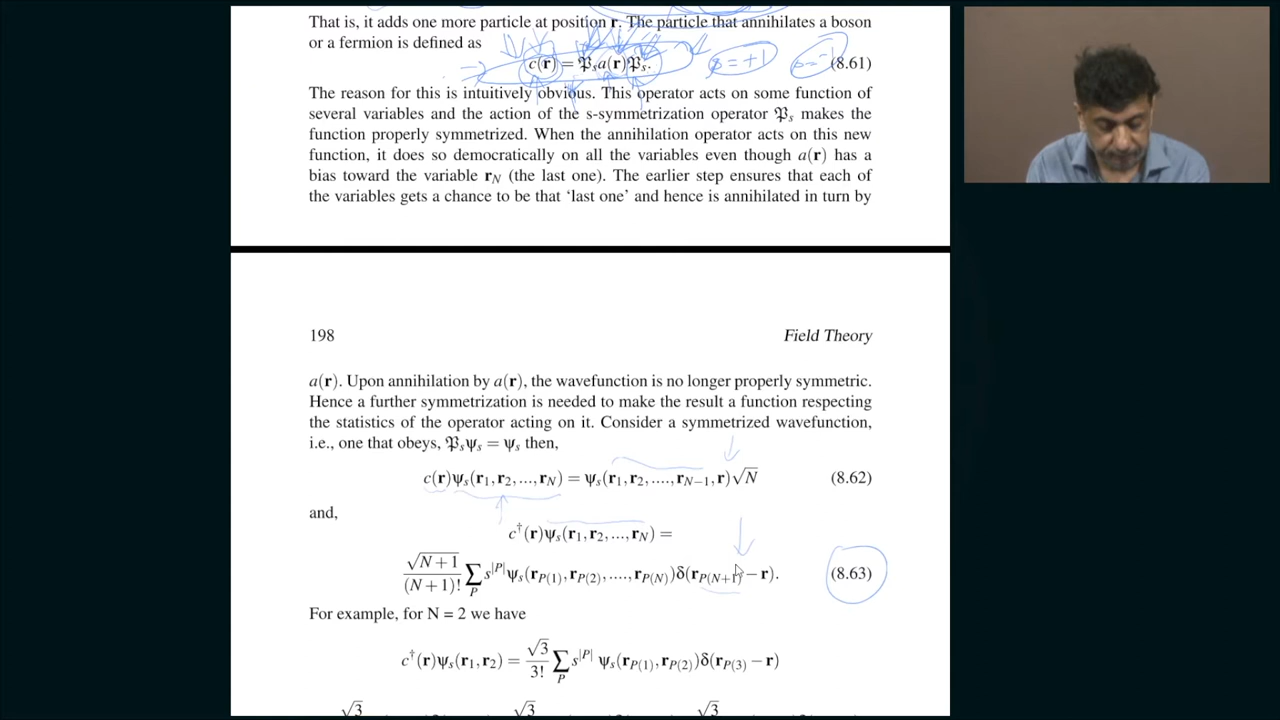 That is, it adds one more particle at position r. The particle that annihilates a boson
or a fermion is defined as
c(r) = 𝔓ₛa(r)𝔓ₛ. s = +1 s = -1 (8.61)
The reason for this is intuitively obvious. This operator acts on some function of
several variables and the action of the s-symmetrization operator 𝔓ₛ makes the
function properly symmetrized. When the annihilation operator acts on this new
function, it does so democratically on all the variables even though a(r) has a
bias toward the variable r_N (the last one). The earlier step ensures that each of
the variables gets a chance to be that ‘last one’ and hence is annihilated in turn by
198 Field Theory
a(r). Upon annihilation by a(r), the wavefunction is no longer properly symmetric.
Hence a further symmetrization is needed to make the result a function respecting
the statistics of the operator acting on it. Consider a symmetrized wavefunction,
i.e., one that obeys, 𝔓ₛψₛ = ψₛ then,
c(r)ψₛ(r₁,r₂,...,r_N) = ψₛ(r₁,r₂,....,r_{N−1},r)√N (8.62)
and,
c†(r)ψₛ(r₁,r₂,...,r_N) =
√(N+1)/(N+1)! ∑_P s^{|P|}ψₛ(r_{P(1)},r_{P(2)},....,r_{P(N)})δ(r_{P(N+1)} − r). (8.63)
For example, for N = 2 we have
c†(r)ψₛ(r₁,r₂) = √3/3! ∑_P s^{|P|} ψₛ(r_{P(1)},r_{P(2)})δ(r_{P(3)} − r)
√3 √3 √3